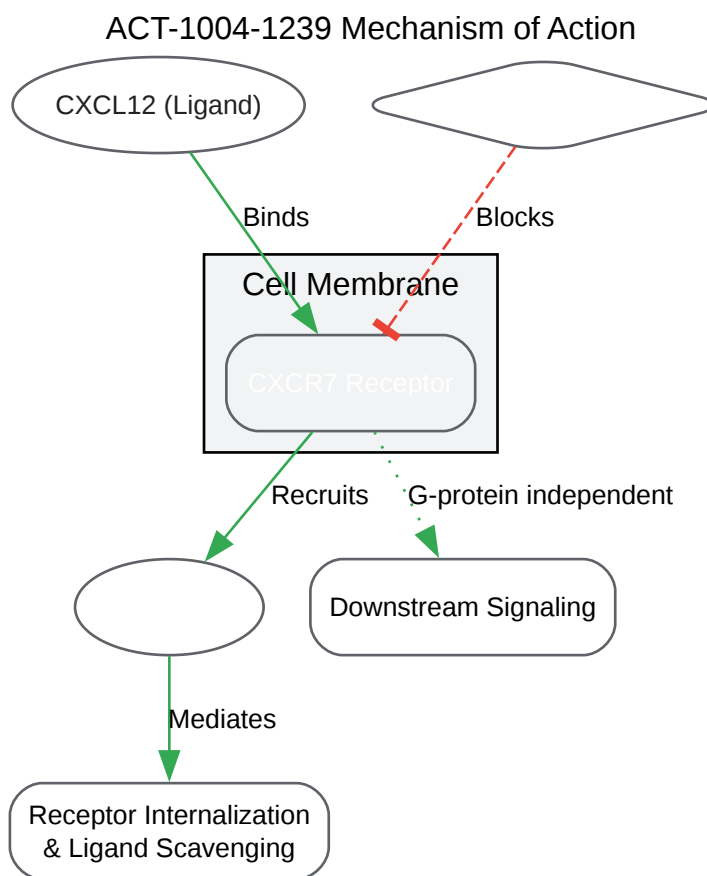 ACT-1004-1239 Mechanism of Action
CXCL12 (Ligand)
Binds
Blocks
Cell Membrane
CXCR7 Receptor
Recruits
G-protein independent
Downstream Signaling
Mediates
Receptor Internalization
& Ligand Scavenging